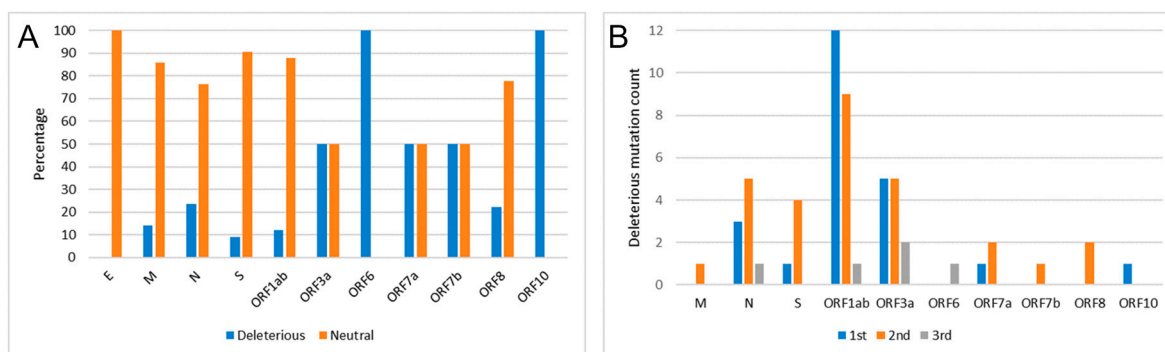 A
Percentage
100
90
80
70
60
50
40
30
20
10
0
E M N S ORF1ab ORF3a ORF6 ORF7a ORF7b ORF8 ORF10
Deleterious Neutral
B
Deleterious mutation count
12
10
8
6
4
2
0
M N S ORF1ab ORF3a ORF6 ORF7a ORF7b ORF8 ORF10
1st 2nd 3rd